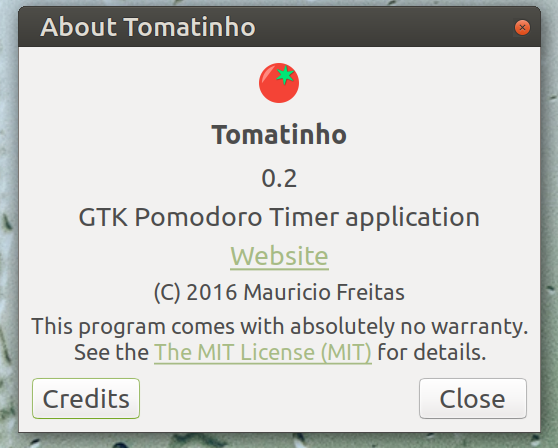 About Tomatinho
Tomatinho
0.2
GTK Pomodoro Timer application
Website
(C) 2016 Mauricio Freitas
This program comes with absolutely no warranty.
See the The MIT License (MIT) for details.
Credits
Close